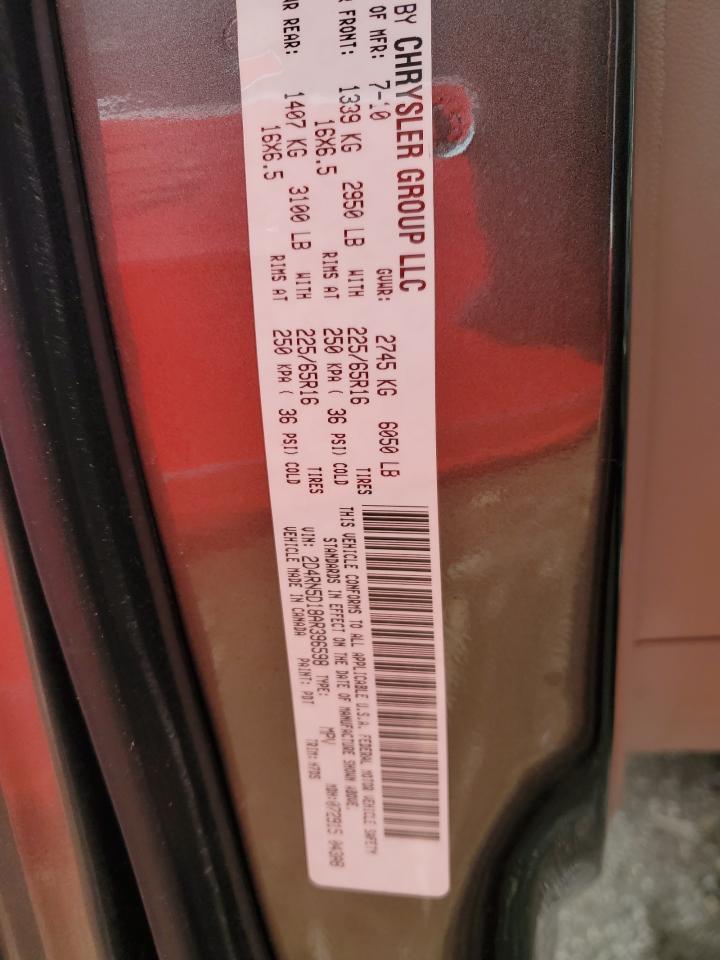 BY CHRYSLER GROUP LLC
OF MFR: 7-10 GVWR: 2745 KG 6050 LB
FRONT: 1339 KG 2950 LB WITH 225/65R16 TIRES
16X6.5 RIMS AT 250 KPA ( 36 PSI) COLD
REAR: 1407 KG 3100 LB WITH 225/65R16 TIRES
16X6.5 RIMS AT 250 KPA ( 36 PSI) COLD
THIS VEHICLE CONFORMS TO ALL APPLICABLE U.S.A. FEDERAL MOTOR VEHICLE SAFETY
STANDARDS IN EFFECT ON THE DATE OF MANUFACTURE SHOWN ABOVE.
VIN: 2D4RN5D18AR396598 TYPE: MPV MDH:072915
VEHICLE MADE IN CANADA PAINT: PDT TRIM: